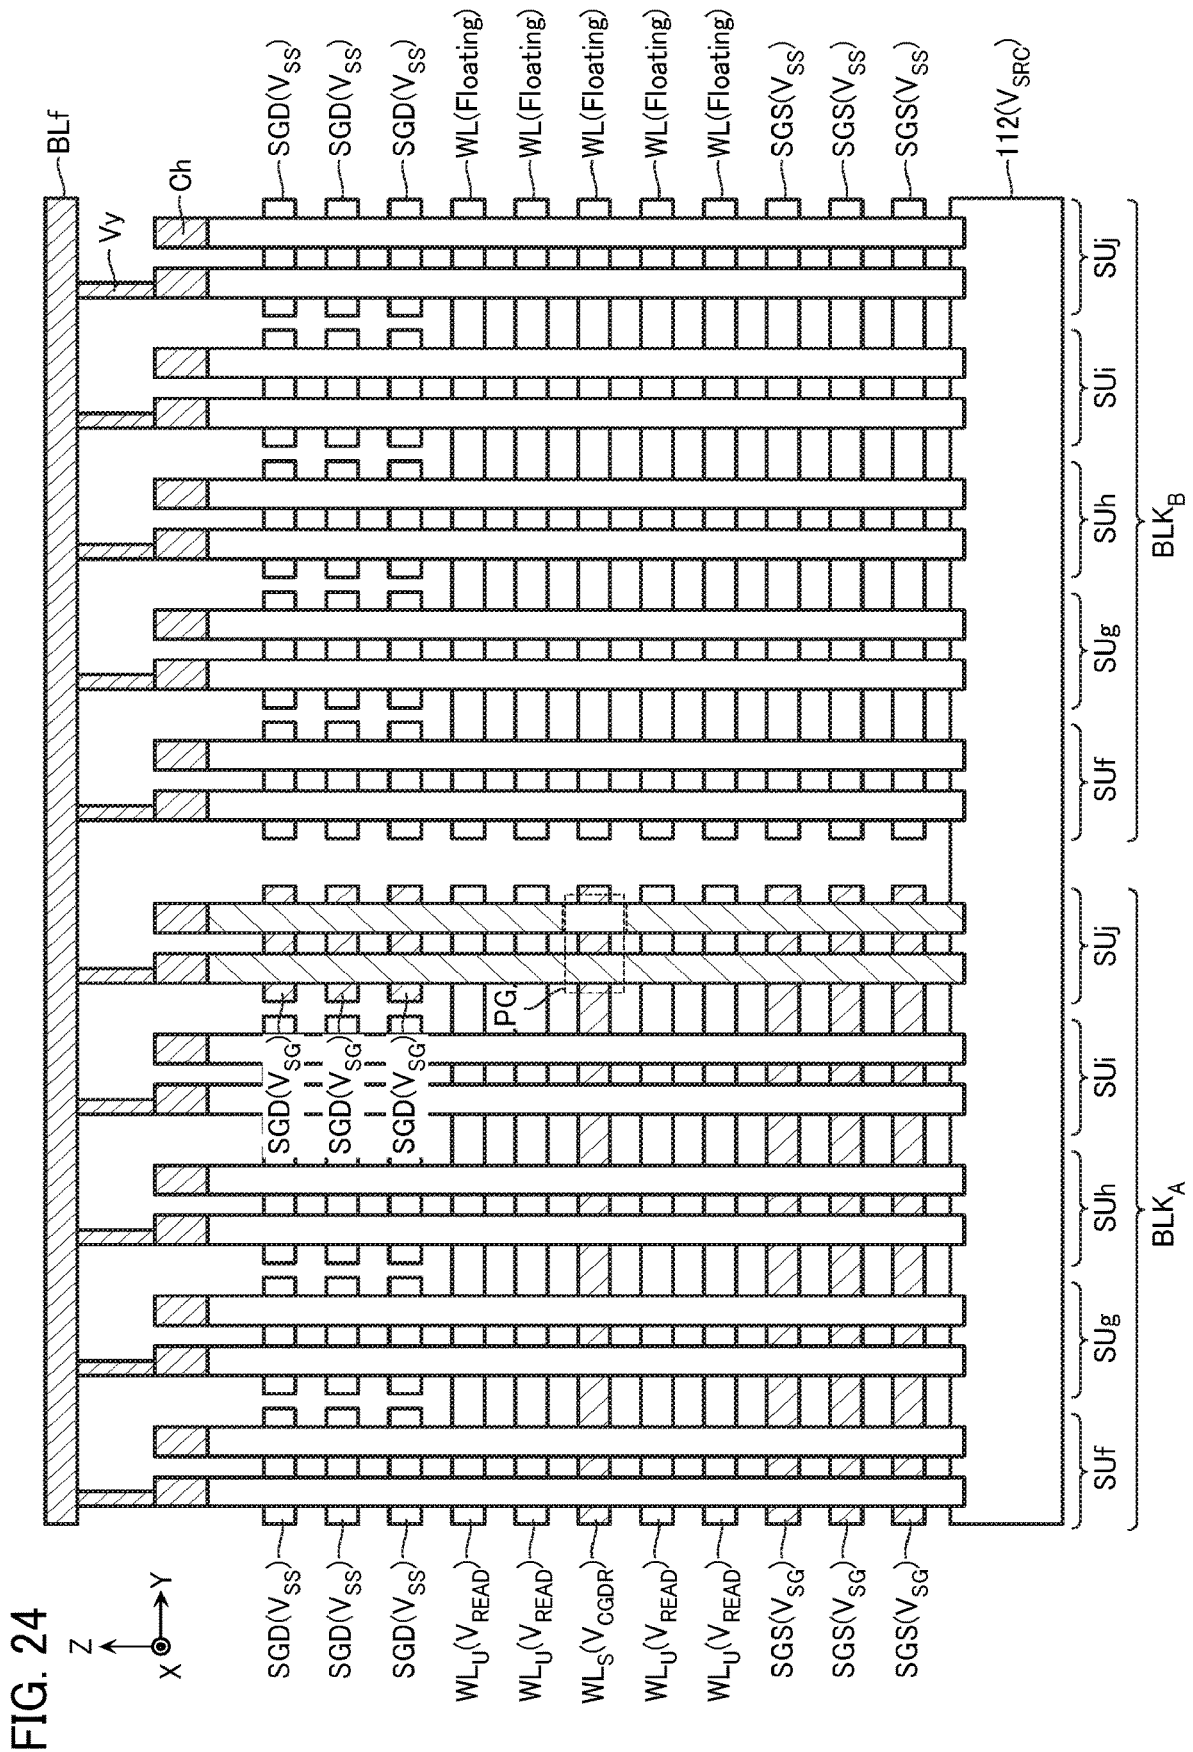 FIG. 24
Z
X
Y
BLf
Vy
Ch
SGD(VSS)
SGD(VSS)
SGD(VSS)
WLU(VREAD)
WLU(VREAD)
WLS(VCGDR)
WLU(VREAD)
WLU(VREAD)
SGS(VSG)
SGS(VSG)
SGS(VSG)
SGD(VSG)
SGD(VSG)
SGD(VSG)
PG
SGD(VSS)
SGD(VSS)
SGD(VSS)
WL(Floating)
WL(Floating)
WL(Floating)
WL(Floating)
WL(Floating)
SGS(VSS)
SGS(VSS)
SGS(VSS)
112(VSRC)
SUf
SUg
SUh
SUi
SUj
SUf
SUg
SUh
SUi
SUj
BLKA
BLKB